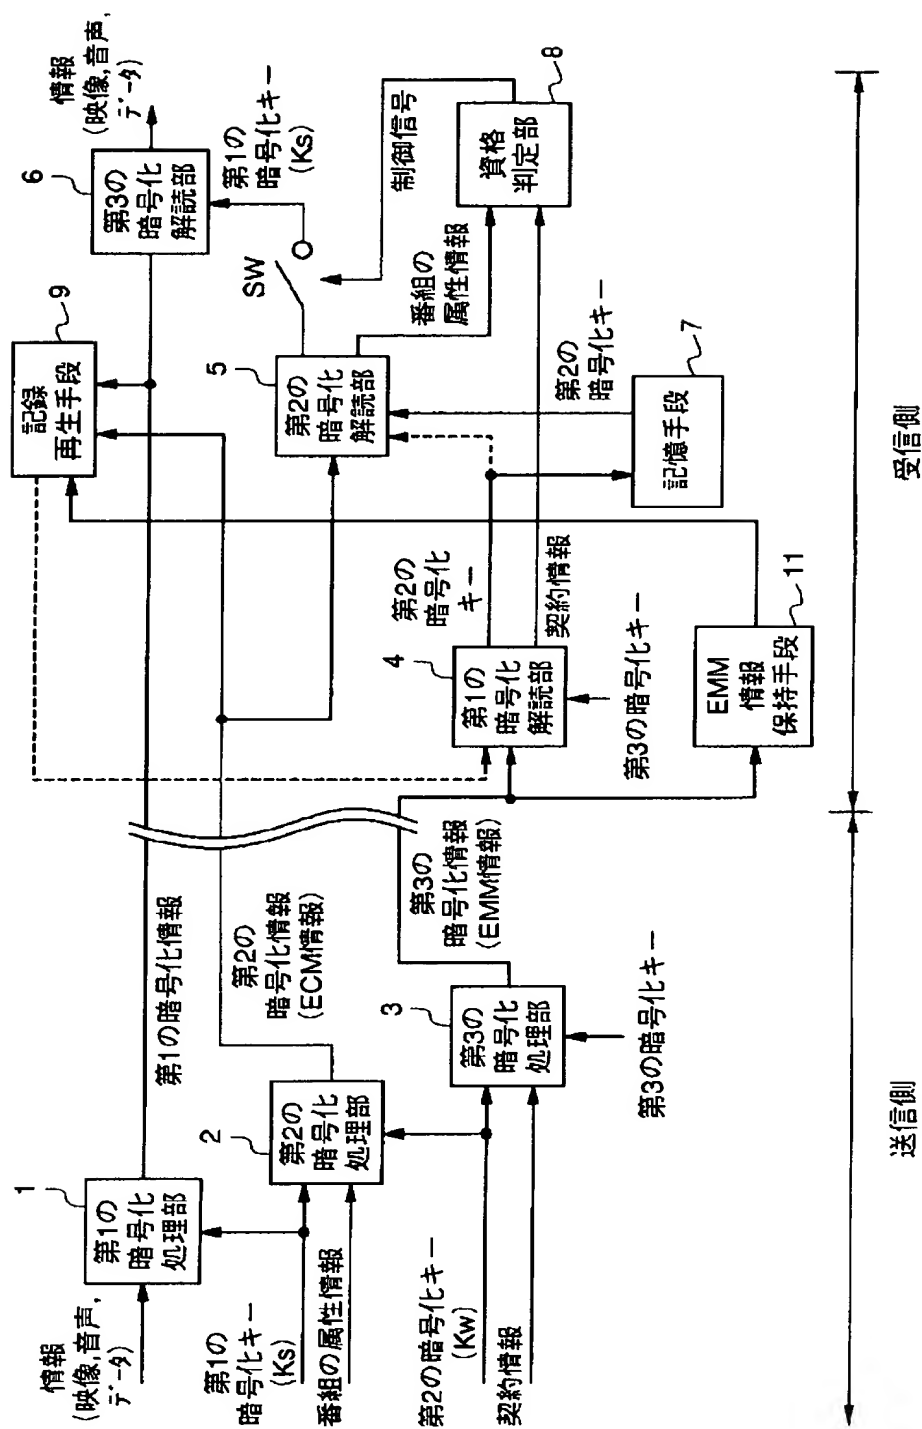 情報
(映像,音声,
データ)
1
第1の
暗号化
処理部
第1の暗号化情報
第1の
暗号化キー
(Ks)
番組の属性情報
2
第2の
暗号化
処理部
第2の
暗号化情報
(ECM情報)
第2の暗号化キー
(Kw)
契約情報
3
第3の
暗号化
処理部
第3の暗号化キー
第3の
暗号化情報
(EMM情報)
送信側
記録
再生手段
9
第3の
暗号化
解読部
6
情報
(映像,音声,
データ)
第1の
暗号化キー
(Ks)
SW
制御信号
5
第2の
暗号化
解読部
番組の
属性情報
資格
判定部
8
4
第1の
暗号化
解読部
第2の
暗号化
キー
契約情報
第3の暗号化キー
第2の
暗号化キー
記憶手段
7
EMM
情報
保持手段
11
受信側